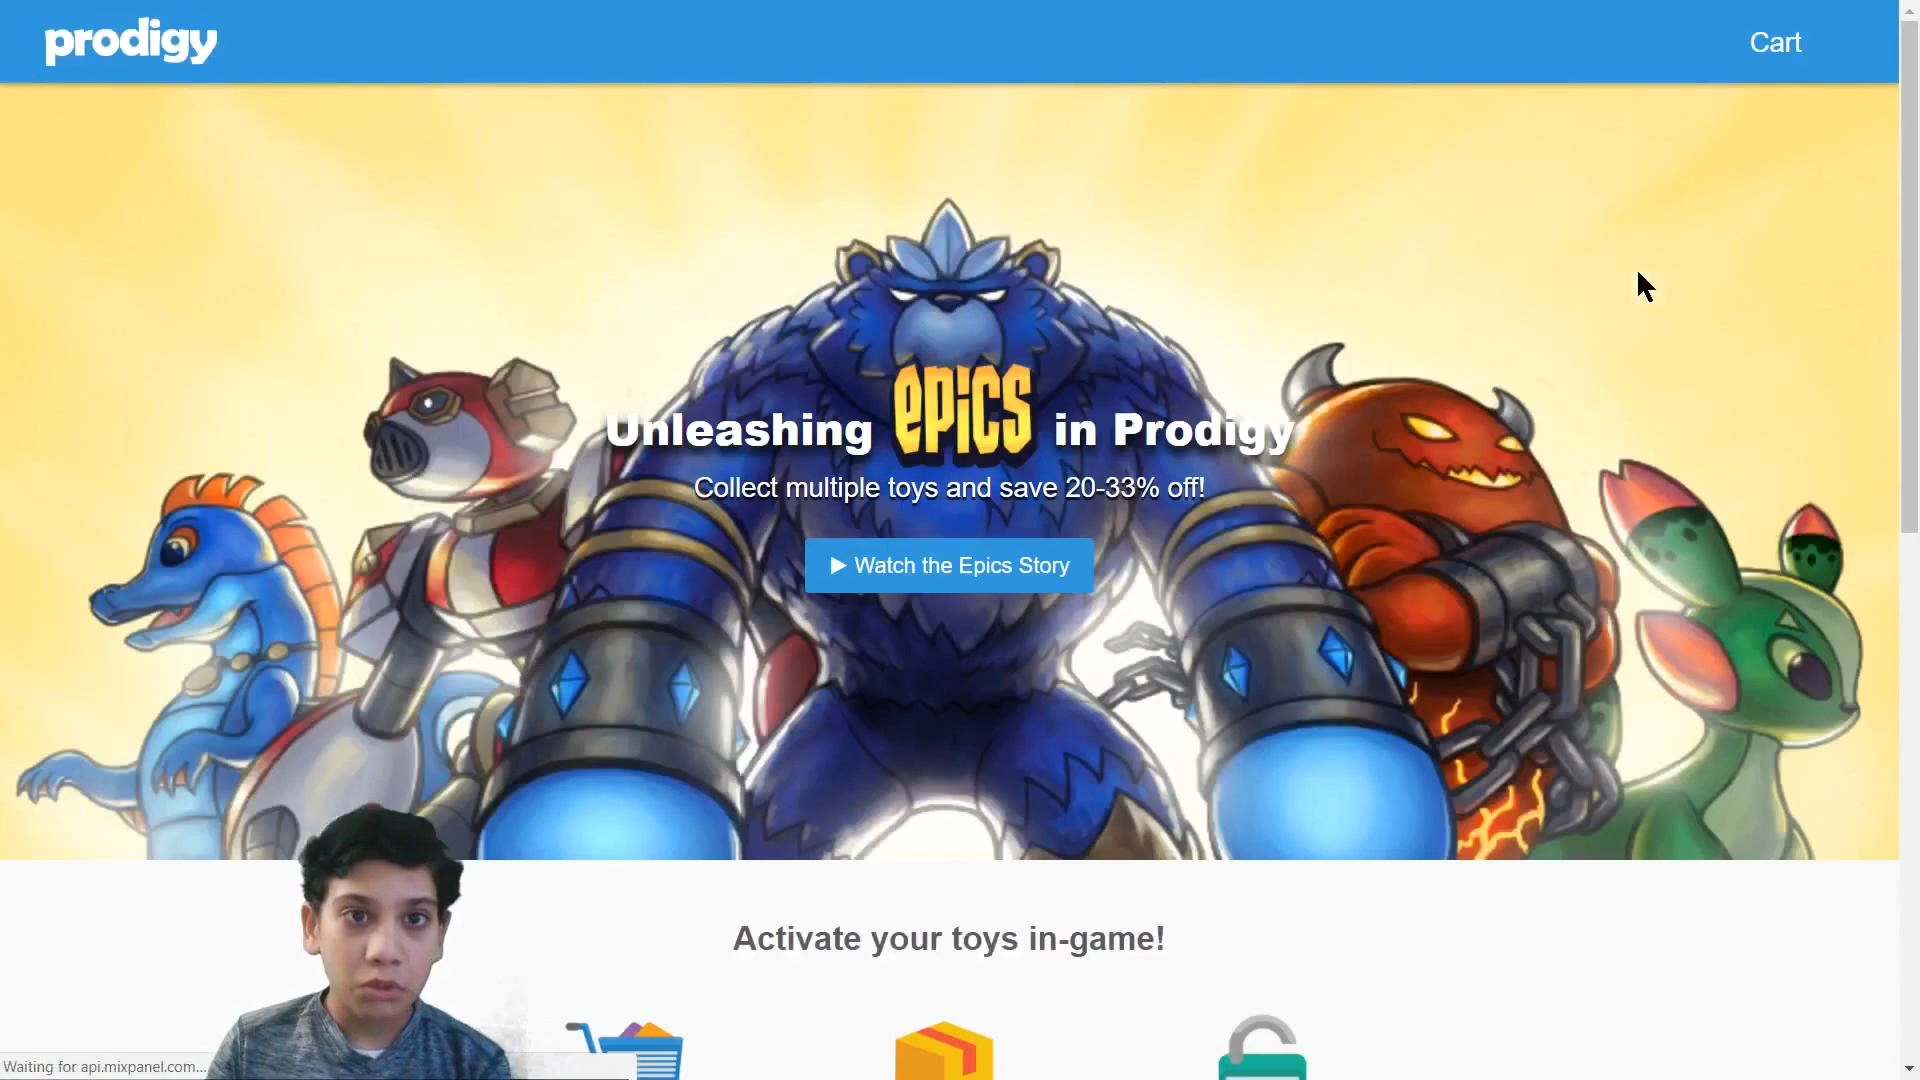 prodigy
Cart
Unleashing EPICS in Prodigy
Collect multiple toys and save 20-33% off!
Watch the Epics Story
Activate your toys in-game!
Waiting for api.mixpanel.com...